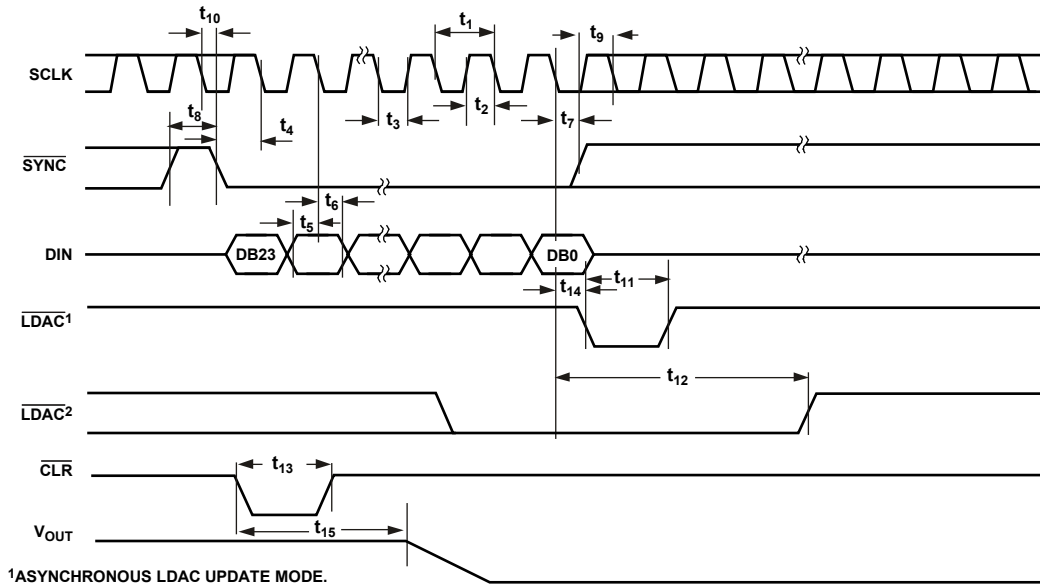 t10
t1
t9
SCLK
t8
t4
t3
t2
t7
SYNC
t6
t5
DIN
DB23
DB0
t14
t11
LDAC1
t12
LDAC2
CLR
t13
t15
VOUT
1ASYNCHRONOUS LDAC UPDATE MODE.